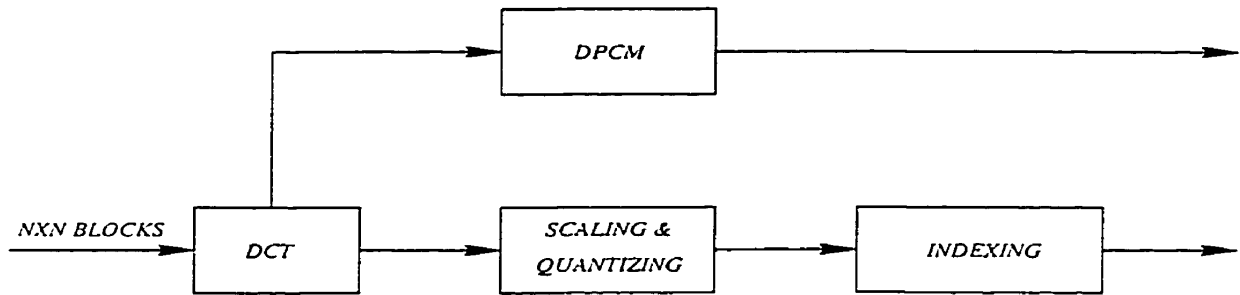 DPCM
NXN BLOCKS
DCT
SCALING &
QUANTIZING
INDEXING